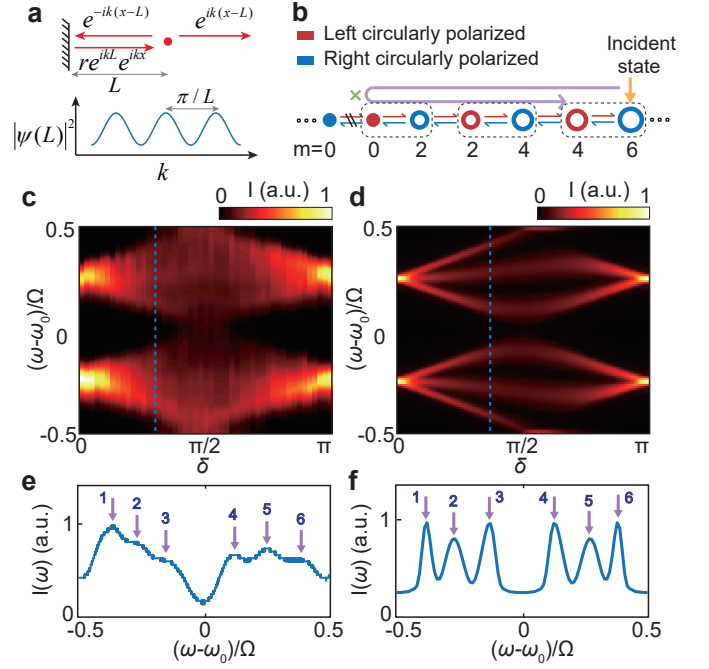 a
e^{-ik(x-L)}
e^{ik(x-L)}
re^{ikL}e^{ikx}
L
π/L
|ψ(L)|²
k
b
Left circularly polarized
Right circularly polarized
Incident
state
×
m=0 0 2 2 4 4 6
c
0 I (a.u.) 1
0.5
0
-0.5
(ω-ω₀)/Ω
0 π/2 π
δ
d
0 I (a.u.) 1
0.5
0
-0.5
(ω-ω₀)/Ω
0 π/2 π
δ
e
1 2 3 4 5 6
1
0
I(ω) (a.u.)
-0.5 0 0.5
(ω-ω₀)/Ω
f
1 2 3 4 5 6
1
0
I(ω) (a.u.)
-0.5 0 0.5
(ω-ω₀)/Ω